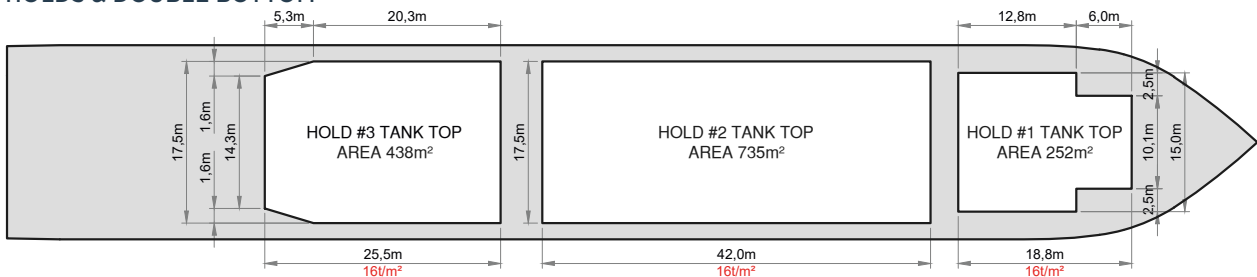 HOLDS & DOUBLE BOTTOM
5,3m
20,3m
12,8m
6,0m
17,5m
1,6m
14,3m
1,6m
HOLD #3 TANK TOP
AREA 438m²
17,5m
HOLD #2 TANK TOP
AREA 735m²
HOLD #1 TANK TOP
AREA 252m²
2,5m
10,1m
15,0m
2,5m
25,5m
16t/m²
42,0m
16t/m²
18,8m
16t/m²